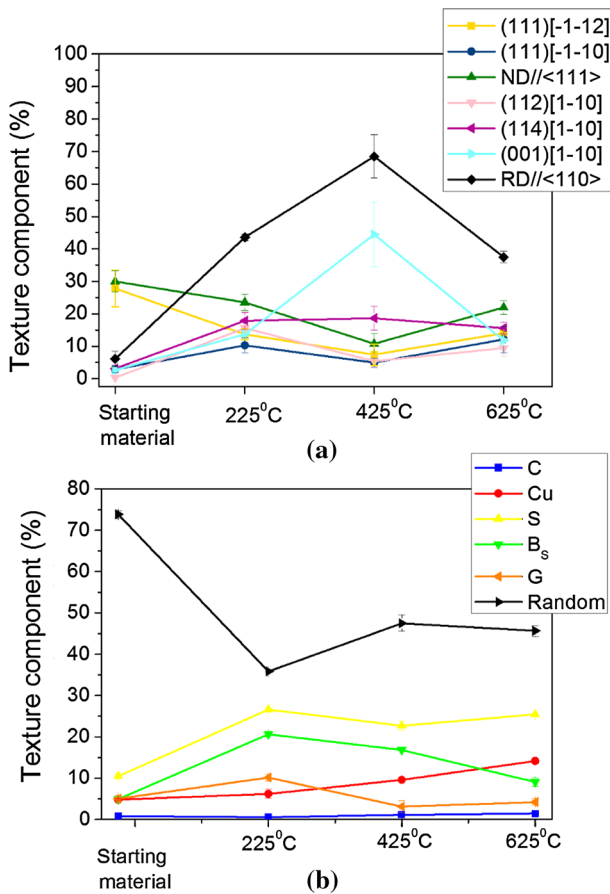 (111)[-1-12]
(111)[-1-10]
ND//<111>
(112)[1-10]
(114)[1-10]
(001)[1-10]
RD//<110>
Texture component (%)
100
90
80
70
60
50
40
30
20
10
0
Starting material
225⁰C
425⁰C
625⁰C
(a)
C
Cu
S
Bₛ
G
Random
Texture component (%)
80
70
60
50
40
30
20
10
0
Starting material
225⁰C
425⁰C
625⁰C
(b)